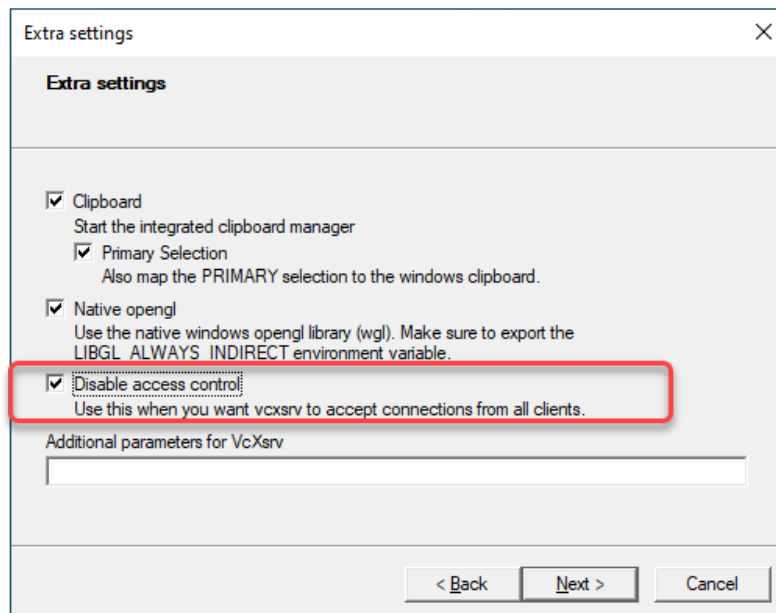 Extra settings
Extra settings
Clipboard
Start the integrated clipboard manager
Primary Selection
Also map the PRIMARY selection to the windows clipboard.
Native opengl
Use the native windows opengl library (wgl). Make sure to export the
LIBGL_ALWAYS_INDIRECT environment variable.
Disable access control
Use this when you want vcxsrv to accept connections from all clients.
Additional parameters for VcXsrv
< Back
Next >
Cancel